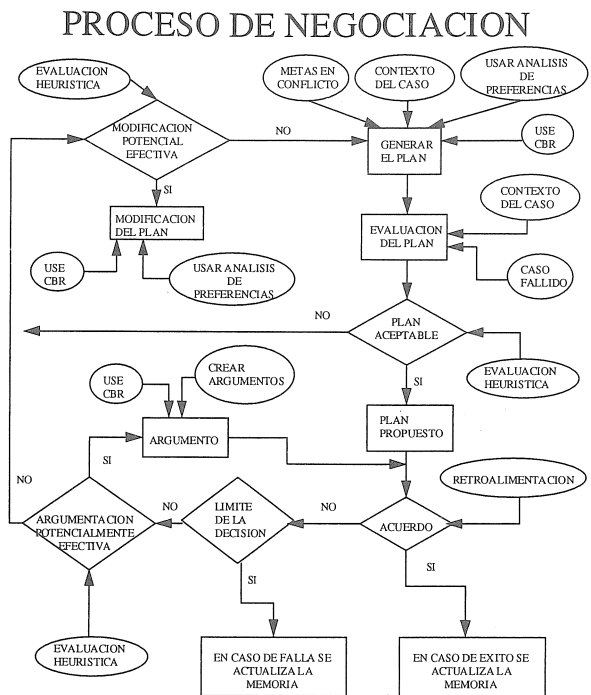 PROCESO DE NEGOCIACION
EVALUACION
HEURISTICA
METAS EN
CONFLICTO
CONTEXTO
DEL CASO
USAR ANALISIS
DE
PREFERENCIAS
MODIFICACION
POTENCIAL
EFECTIVA
NO
GENERAR
EL PLAN
USE
CBR
SI
MODIFICACION
DEL PLAN
CONTEXTO
DEL CASO
EVALUACION
DEL PLAN
USE
CBR
USAR ANALISIS
DE
PREFERENCIAS
CASO
FALLIDO
NO
PLAN
ACEPTABLE
EVALUACION
HEURISTICA
SI
USE
CBR
CREAR
ARGUMENTOS
PLAN
PROPUESTO
ARGUMENTO
SI
NO
RETROALIMENTACION
ARGUMENTACION
POTENCIALMENTE
EFECTIVA
NO
LIMITE
DE LA
DECISION
NO
ACUERDO
SI
SI
EVALUACION
HEURISTICA
EN CASO DE FALLA SE
ACTUALIZA LA
MEMORIA
EN CASO DE EXITO SE
ACTUALIZA LA
MEMORIA